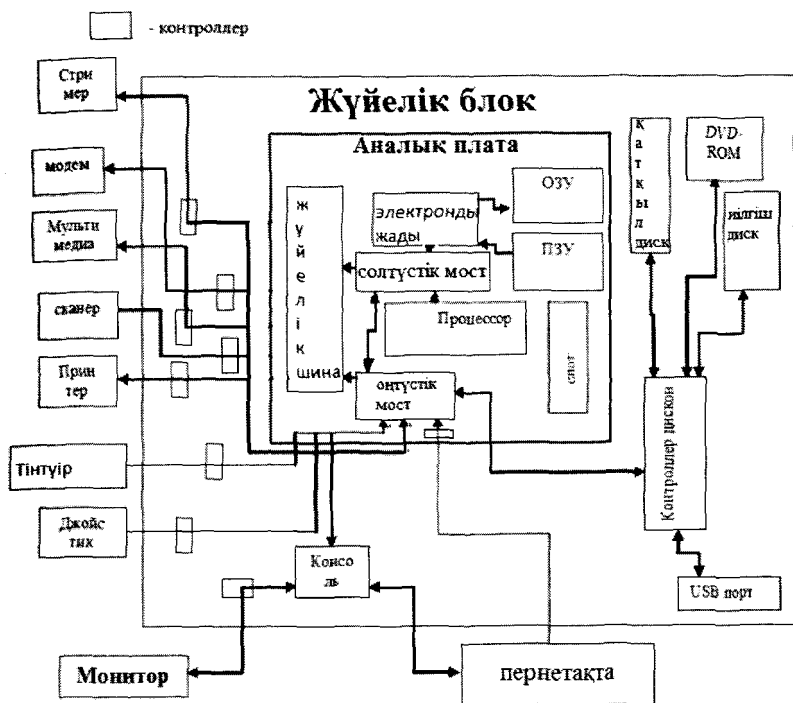 - контроллер
Стри
мер
Жүйелік блок
Аналық плата
қ
а
т
қ
ы
л
диск
DVD-
ROM
иілгіш
диск
модем
Мульти
медиа
сканер
Прин
тер
ж
ү
й
е
л
і
к
шина
электронды
жады
ОЗУ
ПЗУ
солтүстік мост
Процессор
слот
оңтүстік
мост
Контроллер дискон
Тінтуір
Джойс
тик
Консо
ль
USB порт
Монитор
пернетақта